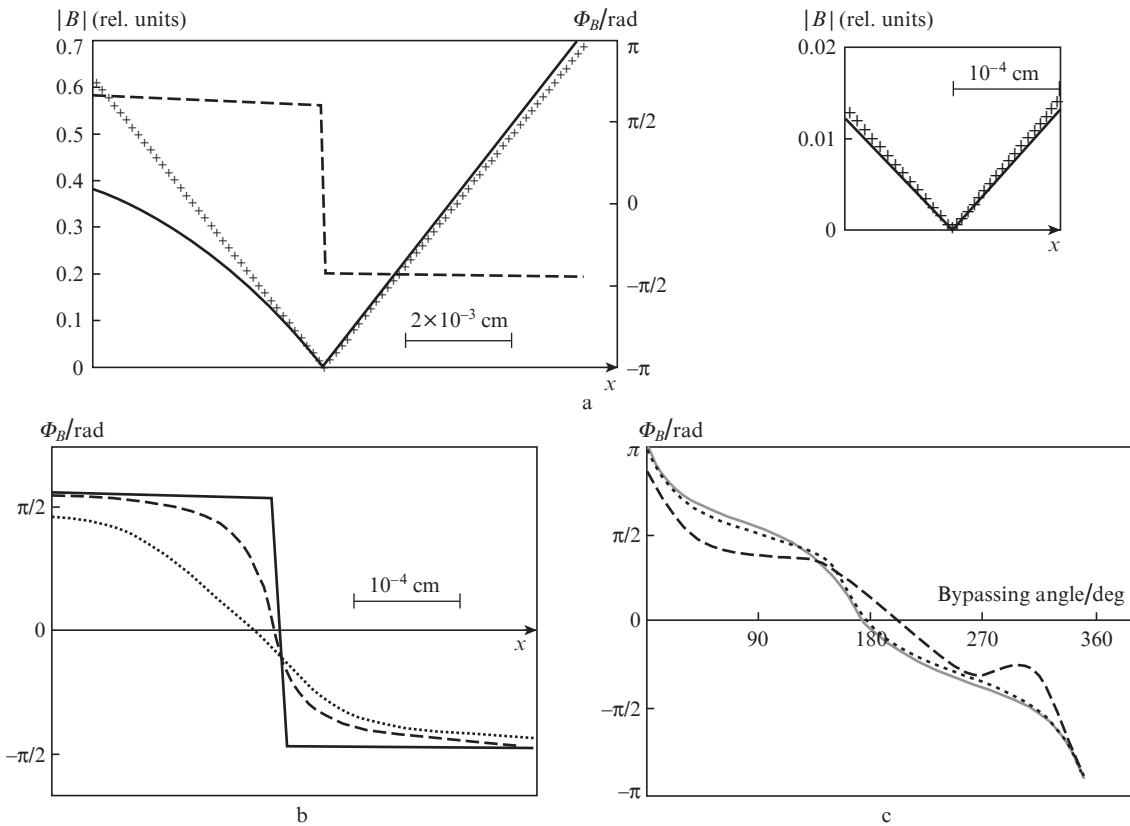 |B| (rel. units)
Φ_B/rad
0.7
0.6
0.5
0.4
0.3
0.2
0.1
0
π
π/2
0
−π/2
−π
2×10⁻³ cm
x
a
|B| (rel. units)
0.02
0.01
0
10⁻⁴ cm
x
Φ_B/rad
π/2
0
−π/2
10⁻⁴ cm
x
b
Φ_B/rad
π
π/2
0
−π/2
−π
Bypassing angle/deg
90
180
270
360
c